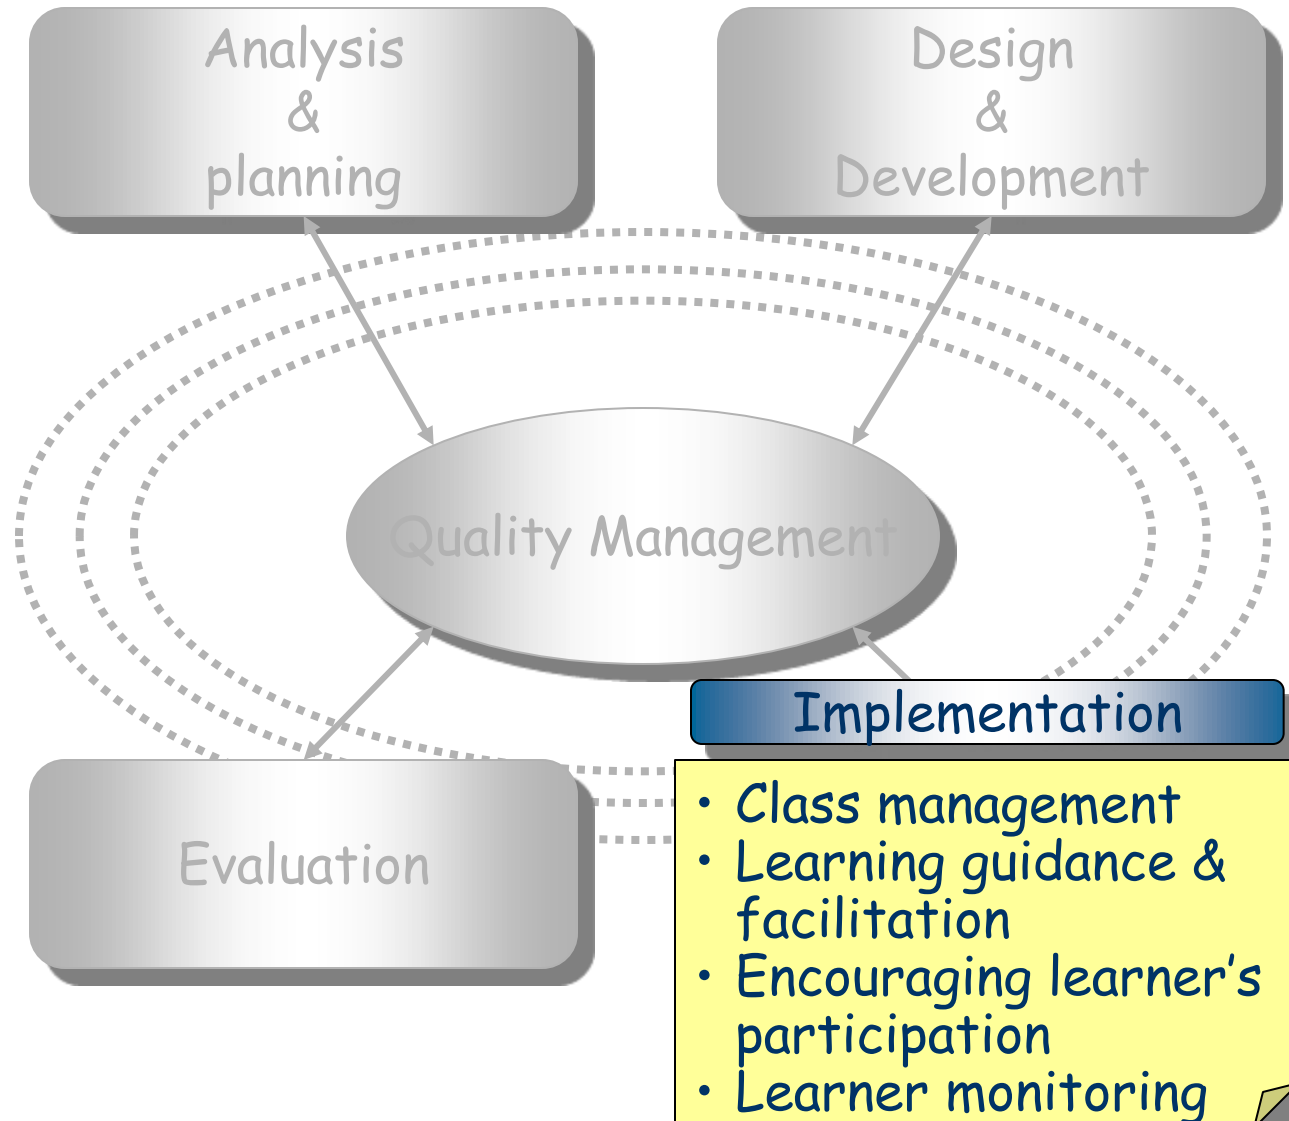 Analysis
&
planning
Design
&
Development
Quality Management
Implementation
• Class management
• Learning guidance &
facilitation
• Encouraging learner’s
participation
• Learner monitoring
Evaluation